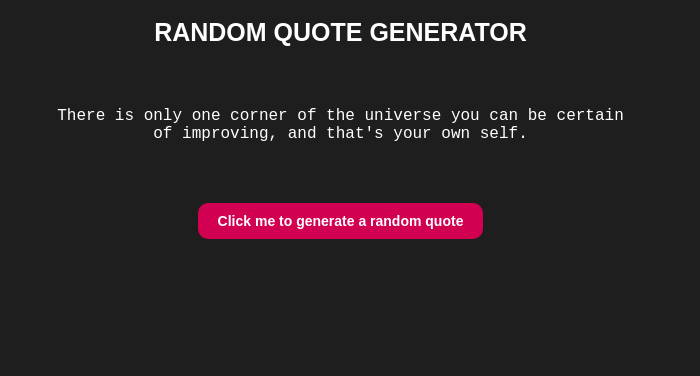 RANDOM QUOTE GENERATOR
There is only one corner of the universe you can be certain
of improving, and that's your own self.
Click me to generate a random quote